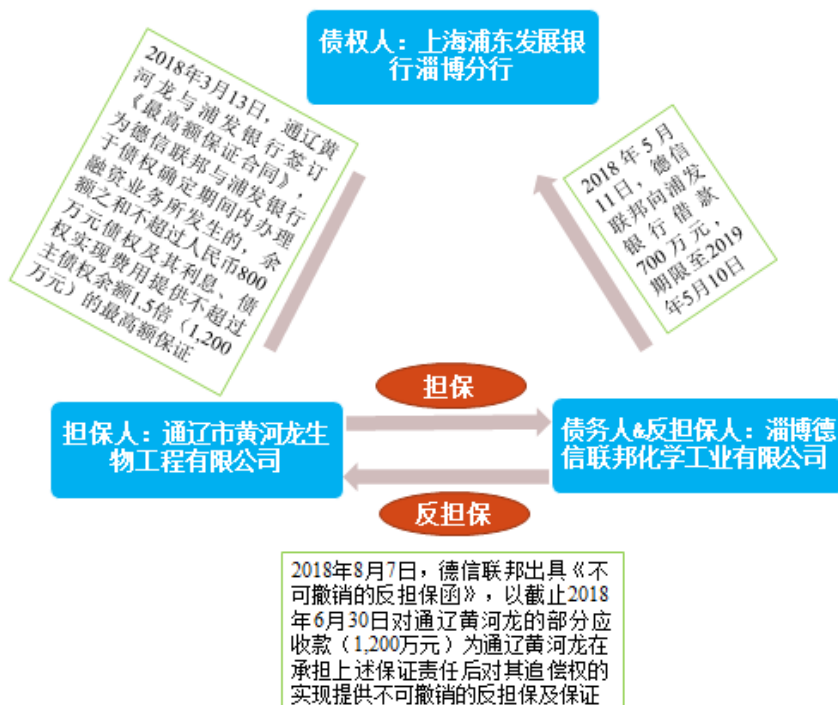 债权人：上海浦东发展银
行淄博分行
2018年3月13日，通辽黄
河龙与浦发银行签订
《最高额保证合同》，
为德信联邦与浦发银行
于债权确定期间内办理
融资业务所发生的，余
额之和不超过人民币800
万元债权及其利息、债
权实现费用提供不超过
主债权余额1.5倍（1,200
万元）的最高额保证
2018年5月
11日，德信
联邦向浦发
银行借款
700万元，
期限至2019
年5月10日
担保
担保人：通辽市黄河龙生
物工程有限公司
债务人&反担保人：淄博德
信联邦化学工业有限公司
反担保
2018年8月7日，德信联邦出具《不
可撤销的反担保函》，以截止2018
年6月30日对通辽黄河龙的部分应
收款（1,200万元）为通辽黄河龙在
承担上述保证责任后对其追偿权的
实现提供不可撤销的反担保及保证